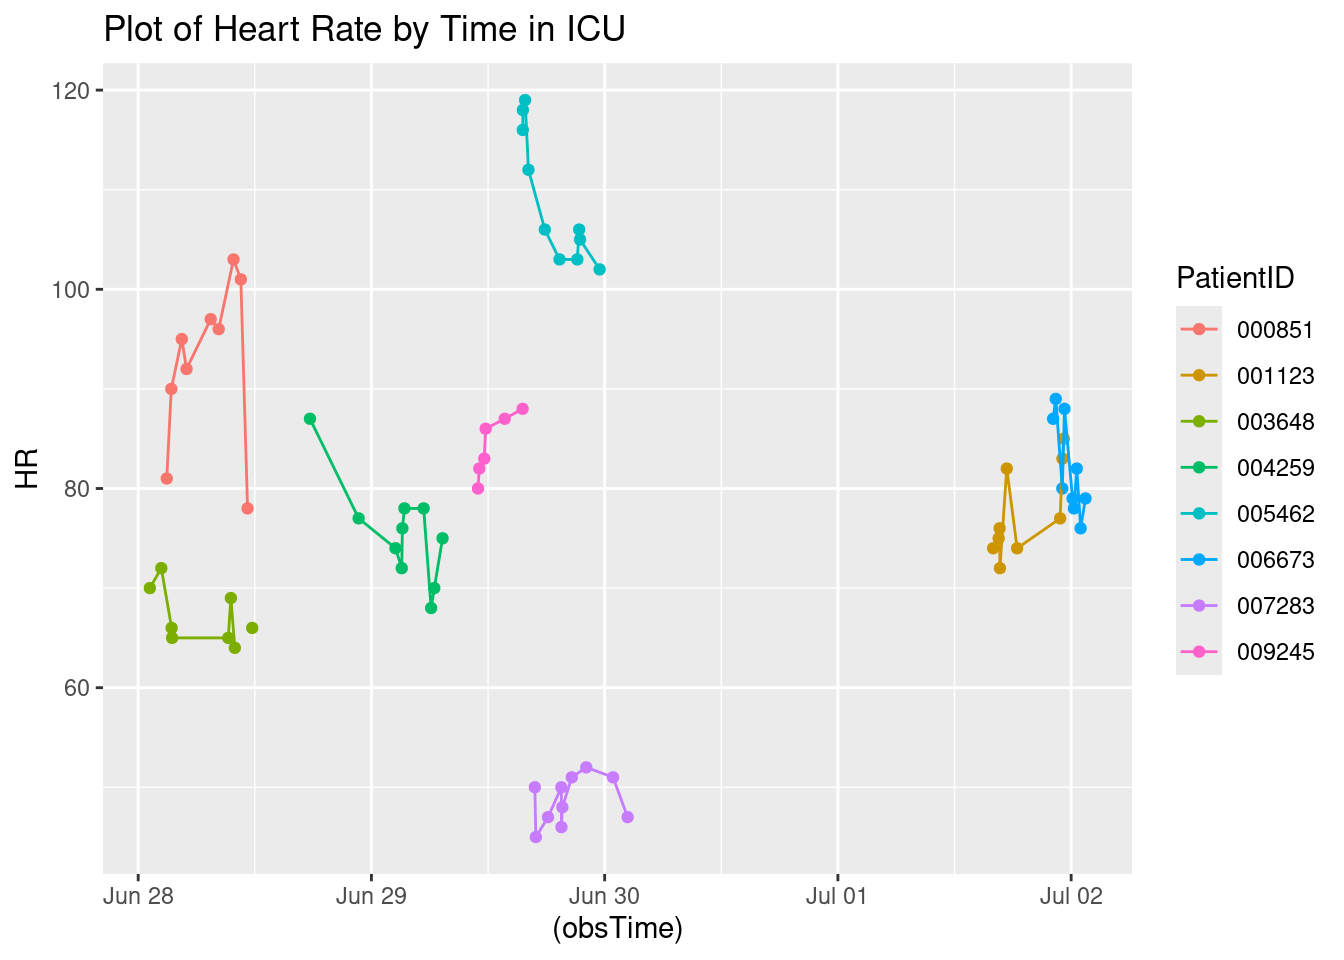 Plot of Heart Rate by Time in ICU
120
100
80
60
HR
Jun 28
Jun 29
Jun 30
Jul 01
Jul 02
(obsTime)
PatientID
000851
001123
003648
004259
005462
006673
007283
009245